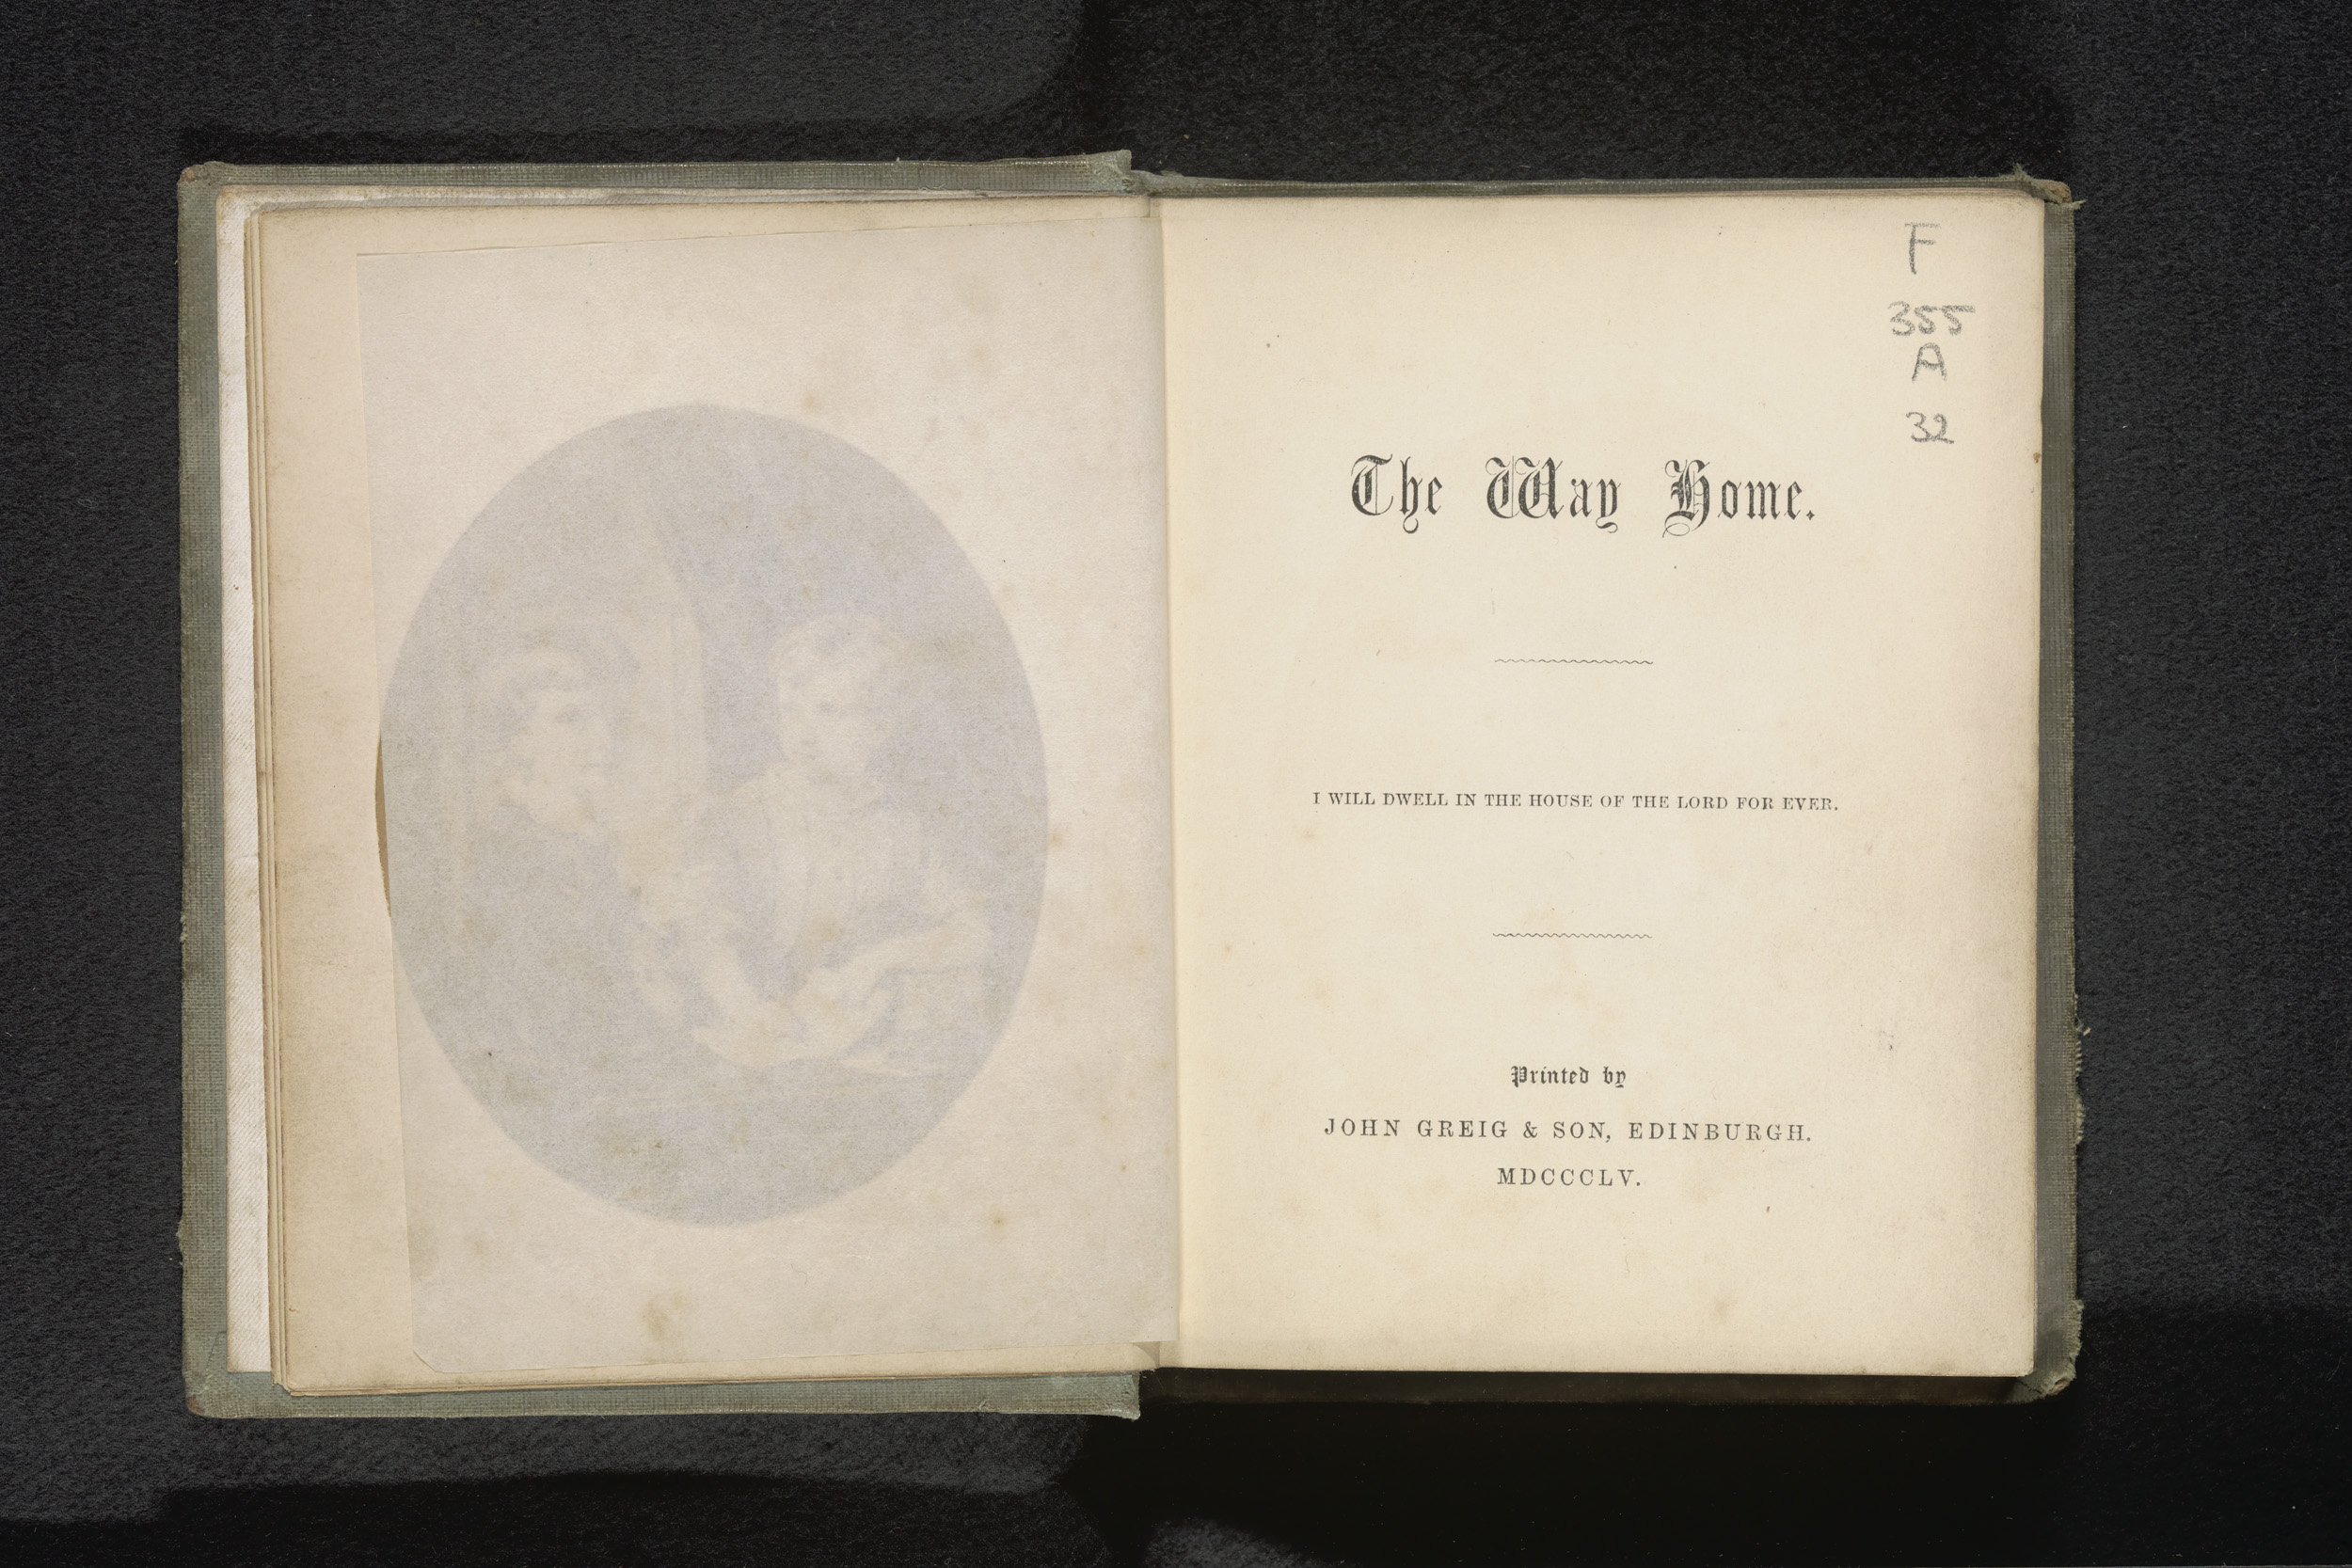 F
355
A
32
The Way Home.
I WILL DWELL IN THE HOUSE OF THE LORD FOR EVER.
Printed by
JOHN GREIG & SON, EDINBURGH.
MDCCCLV.